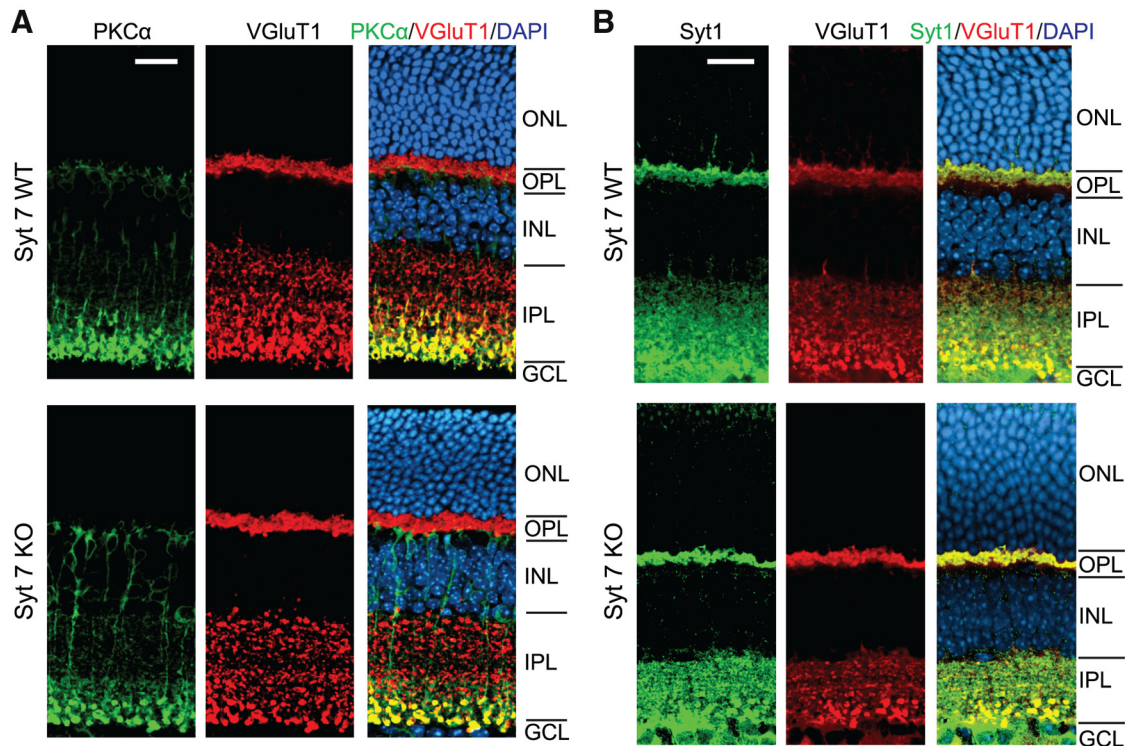 A
PKCα
VGluT1
PKCα/VGluT1/DAPI
B
Syt1
VGluT1
Syt1/VGluT1/DAPI
Syt 7 WT
ONL
OPL
INL
IPL
GCL
Syt 7 WT
ONL
OPL
INL
IPL
GCL
Syt 7 KO
ONL
OPL
INL
IPL
GCL
Syt 7 KO
ONL
OPL
INL
IPL
GCL